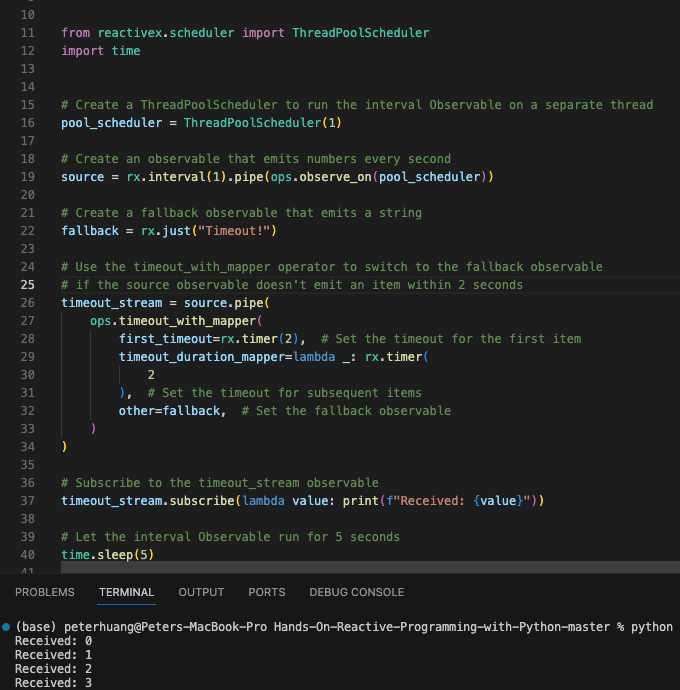 10
11 from reactivex.scheduler import ThreadPoolScheduler
12 import time
13
14
15 # Create a ThreadPoolScheduler to run the interval Observable on a separate thread
16 pool_scheduler = ThreadPoolScheduler(1)
17
18 # Create an observable that emits numbers every second
19 source = rx.interval(1).pipe(ops.observe_on(pool_scheduler))
20
21 # Create a fallback observable that emits a string
22 fallback = rx.just("Timeout!")
23
24 # Use the timeout_with_mapper operator to switch to the fallback observable
25 # if the source observable doesn't emit an item within 2 seconds
26 timeout_stream = source.pipe(
27     ops.timeout_with_mapper(
28         first_timeout=rx.timer(2),  # Set the timeout for the first item
29         timeout_duration_mapper=lambda _: rx.timer(
30             2
31         ),  # Set the timeout for subsequent items
32         other=fallback,  # Set the fallback observable
33     )
34 )
35
36 # Subscribe to the timeout_stream observable
37 timeout_stream.subscribe(lambda value: print(f"Received: {value}"))
38
39 # Let the interval Observable run for 5 seconds
40 time.sleep(5)
41
PROBLEMS TERMINAL OUTPUT PORTS DEBUG CONSOLE
(base) peterhuang@Peters-MacBook-Pro Hands-On-Reactive-Programming-with-Python-master % python
Received: 0
Received: 1
Received: 2
Received: 3